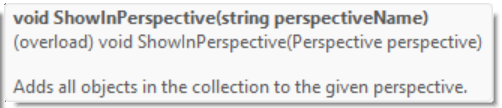 void ShowInPerspective(string perspectiveName)
(overload) void ShowInPerspective(Perspective perspective)
Adds all objects in the collection to the given perspective.